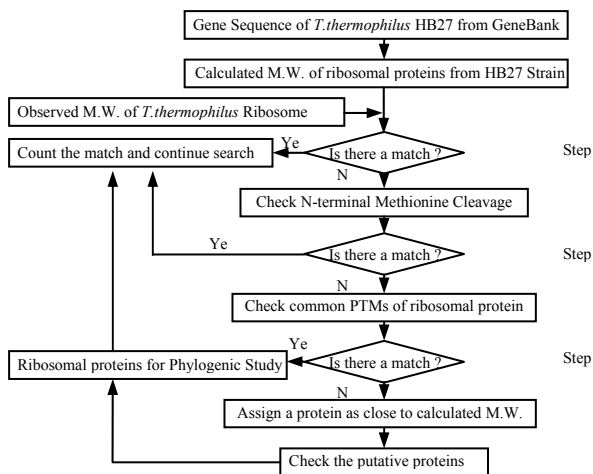 Gene Sequence of T.thermophilus HB27 from GeneBank
Calculated M.W. of ribosomal proteins from HB27 Strain
Observed M.W. of T.thermophilus Ribosome
Ye
Count the match and continue search
Is there a match ?
Step
N
Check N-terminal Methionine Cleavage
Ye
Is there a match ?
Step
N
Check common PTMs of ribosomal protein
Ye
Ribosomal proteins for Phylogenic Study
Is there a match ?
Step
N
Assign a protein as close to calculated M.W.
Check the putative proteins